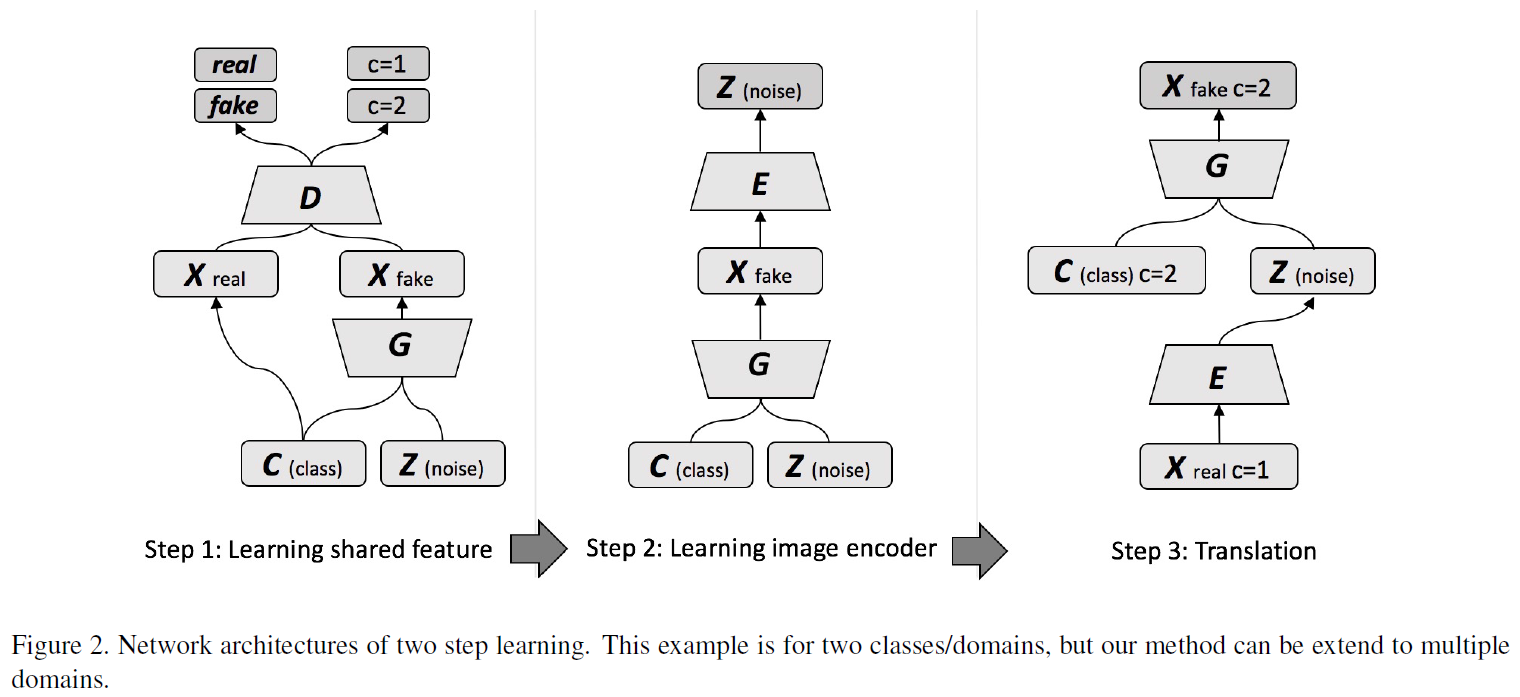 real
c=1
fake
c=2
D
X real
X fake
G
C (class)
Z (noise)
Step 1: Learning shared feature
Z (noise)
E
X fake
G
C (class)
Z (noise)
Step 2: Learning image encoder
X fake c=2
G
C (class) c=2
Z (noise)
E
X real c=1
Step 3: Translation
Figure 2. Network architectures of two step learning. This example is for two classes/domains, but our method can be extend to multiple
domains.